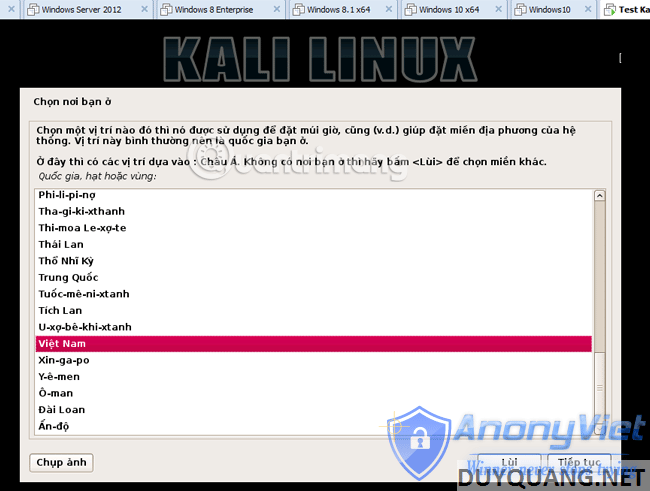 Windows Server 2012
Windows 8 Enterprise
Windows 8.1 x64
Windows 10 x64
Windows10
Test Ka
KALI LINUX
[
Chọn nơi bạn ở
Chọn một vị trí nào đó thì nó được sử dụng để đặt múi giờ, cũng (v.d.) giúp đặt miền địa phương của hệ
thống. Vị trí này bình thường nên là quốc gia bạn ở.
Ở đây thì có các vị trí dựa vào : Châu Á. Không có nơi bạn ở thì hãy bấm <Lùi> để chọn miền khác.
@uantrimang
Quốc gia, hạt hoặc vùng:
Phi-li-pi-nợ
Tha-gi-ki-xthanh
Thi-moa Le-xợ-te
Thái Lan
Thổ Nhĩ Kỳ
Trung Quốc
Tuốc-mê-ni-xtanh
Tích Lan
U-xợ-bê-khi-xtanh
Việt Nam
Xin-ga-po
Y-ê-men
Ô-man
Đài Loan
Ấn-độ
AnonyViet
Chụp ảnh
Lùi
Tiếp tục
Winner never stops trying
DUYQUANG.NET